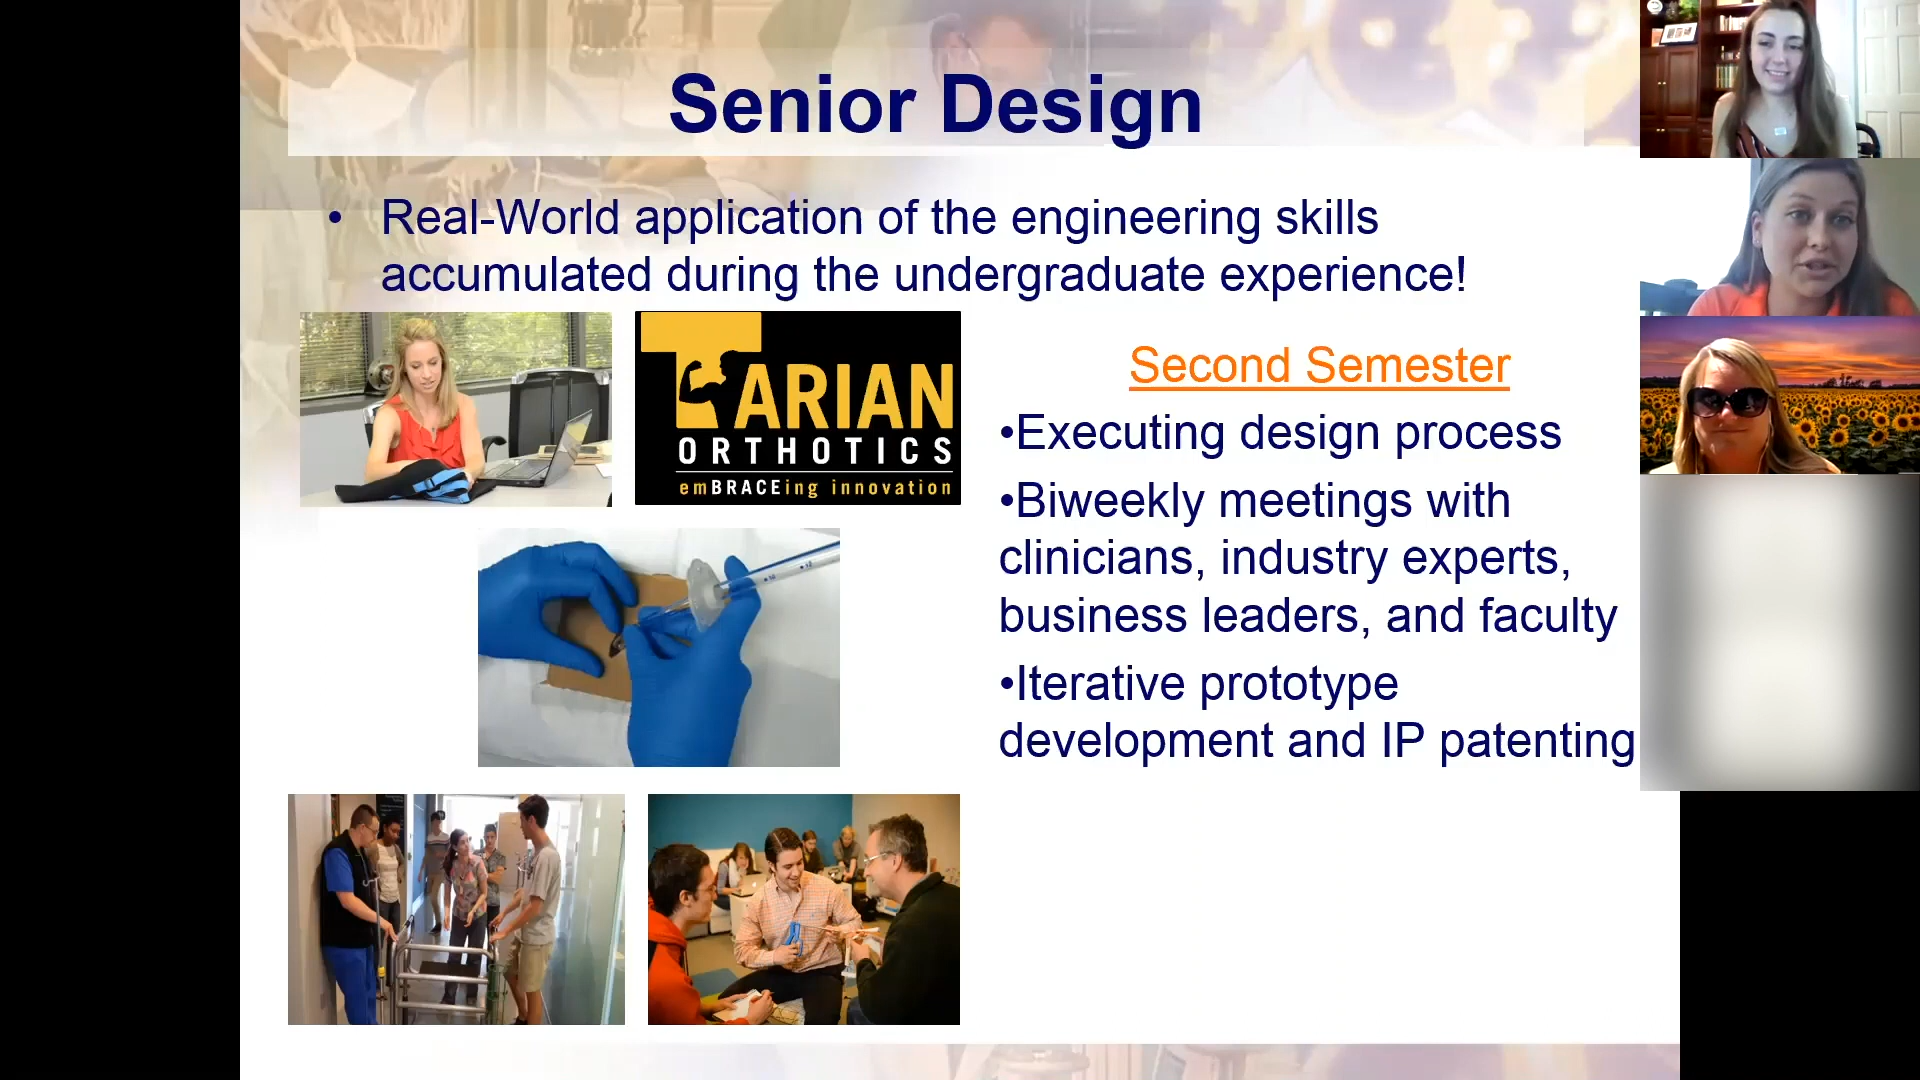 Senior Design
• Real-World application of the engineering skills
accumulated during the undergraduate experience!
TARIAN
ORTHOTICS
emBRACEing innovation
Second Semester
•Executing design process
•Biweekly meetings with
clinicians, industry experts,
business leaders, and faculty
•Iterative prototype
development and IP patenting